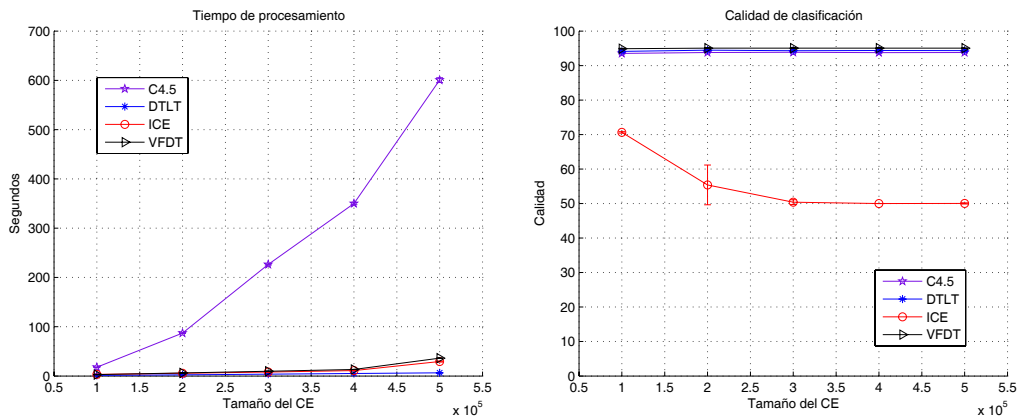 Tiempo de procesamiento
700
600
500
400
300
200
100
0
Segundos
C4.5
DTLT
ICE
VFDT
0.5 1 1.5 2 2.5 3 3.5 4 4.5 5 5.5
Tamaño del CE
x 10^5
Calidad de clasificación
100
90
80
70
60
50
40
30
20
10
0
Calidad
C4.5
DTLT
ICE
VFDT
0.5 1 1.5 2 2.5 3 3.5 4 4.5 5 5.5
Tamaño del CE
x 10^5